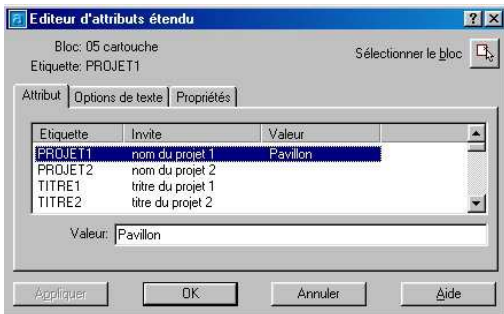 Editeur d'attributs étendu
Bloc: 05 cartouche
Sélectionner le bloc
Etiquette: PROJET1
Attribut Options de texte Propriétés
Etiquette Invite Valeur
PROJET1 nom du projet 1 Pavillon
PROJET2 nom du projet 2
TITRE1 tritre du projet 1
TITRE2 titre du projet 2
Valeur: Pavillon
Appliquer OK Annuler Aide